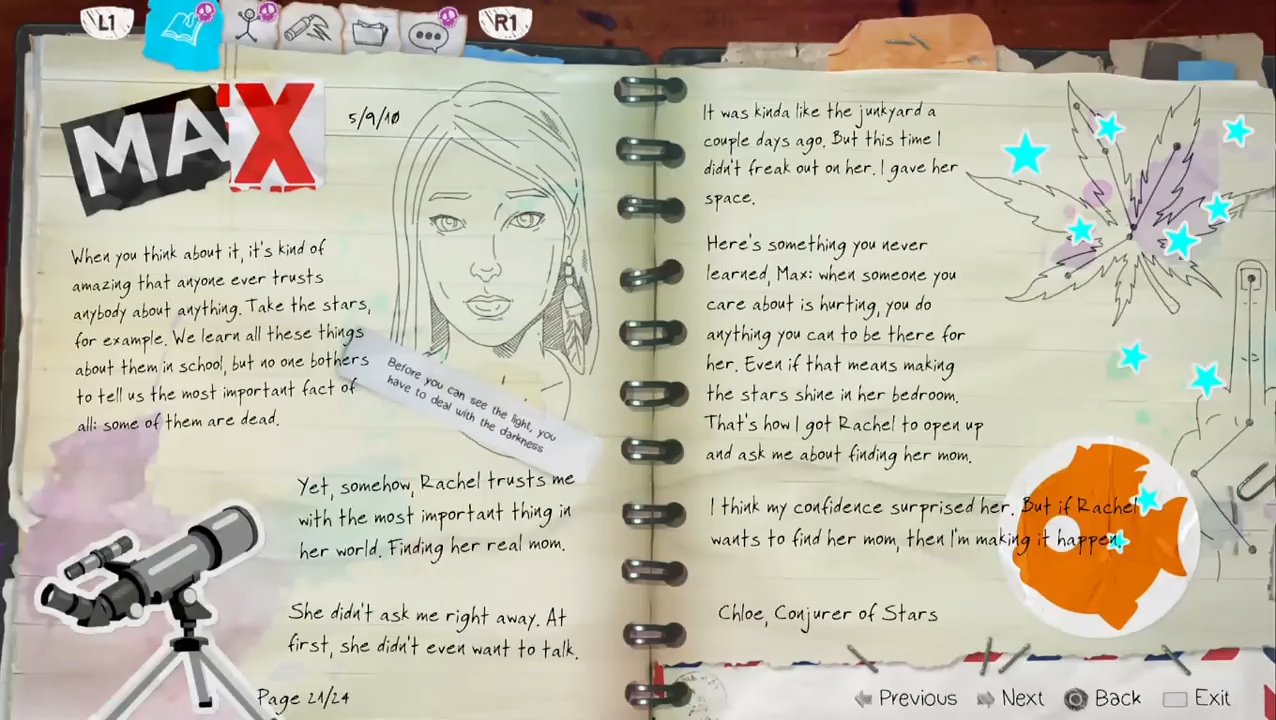 L1
R1
MAX
5/9/10
When you think about it, it's kind of
amazing that anyone ever trusts
anybody about anything. Take the stars,
for example. We learn all these things
about them in school, but no one bothers
to tell us the most important fact of
all: some of them are dead.
Before you can see the light, you
have to deal with the darkness
Yet, somehow, Rachel trusts me
with the most important thing in
her world. Finding her real mom.
She didn't ask me right away. At
first, she didn't even want to talk.
Page 21/24
It was kinda like the junkyard a
couple days ago. But this time I
didn't freak out on her. I gave her
space.
Here's something you never
learned, Max: when someone you
care about is hurting, you do
anything you can to be there for
her. Even if that means making
the stars shine in her bedroom.
That's how I got Rachel to open up
and ask me about finding her mom.
I think my confidence surprised her. But if Rachel
wants to find her mom, then I'm making it happen.
Chloe, Conjurer of Stars
Previous
Next
Back
Exit